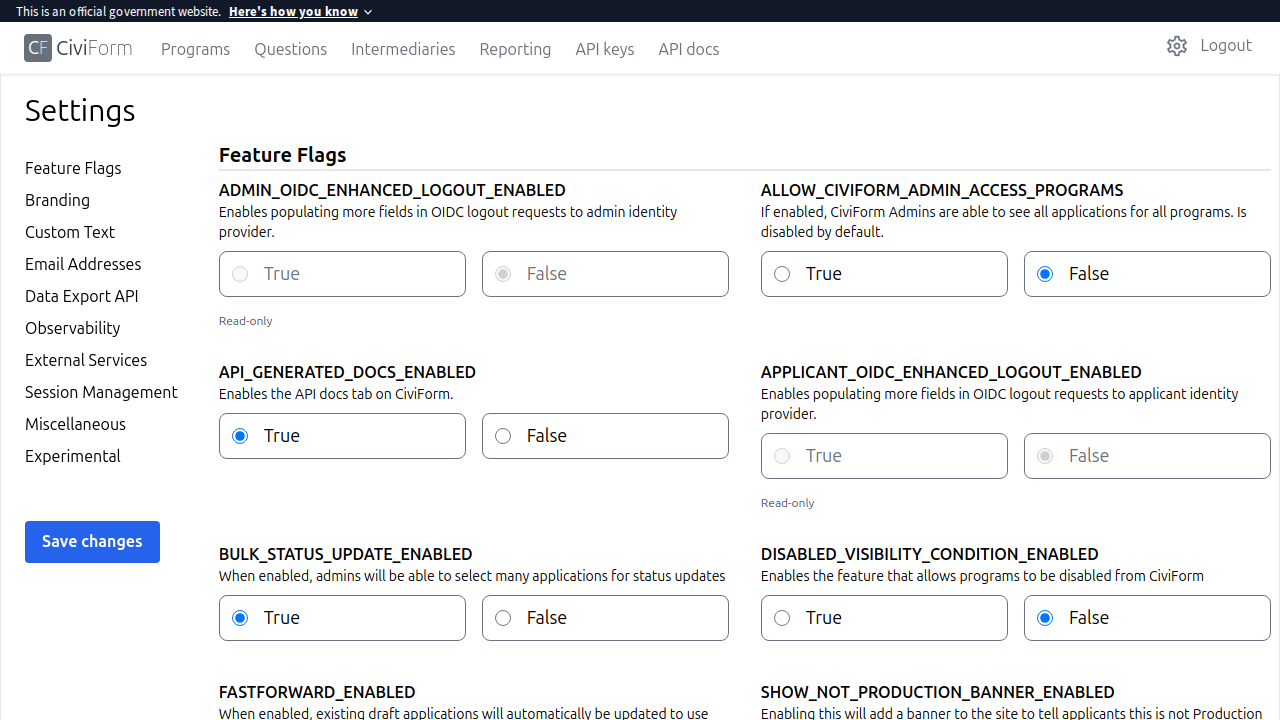 This is an official government website. Here's how you know
CF CiviForm Programs Questions Intermediaries Reporting API keys API docs Logout
Settings
Feature Flags
Branding
Custom Text
Email Addresses
Data Export API
Observability
External Services
Session Management
Miscellaneous
Experimental
Save changes
Feature Flags
ADMIN_OIDC_ENHANCED_LOGOUT_ENABLED
Enables populating more fields in OIDC logout requests to admin identity
provider.
True False
Read-only
ALLOW_CIVIFORM_ADMIN_ACCESS_PROGRAMS
If enabled, CiviForm Admins are able to see all applications for all programs. Is
disabled by default.
True False
API_GENERATED_DOCS_ENABLED
Enables the API docs tab on CiviForm.
True False
APPLICANT_OIDC_ENHANCED_LOGOUT_ENABLED
Enables populating more fields in OIDC logout requests to applicant identity
provider.
True False
Read-only
BULK_STATUS_UPDATE_ENABLED
When enabled, admins will be able to select many applications for status updates
True False
DISABLED_VISIBILITY_CONDITION_ENABLED
Enables the feature that allows programs to be disabled from CiviForm
True False
FASTFORWARD_ENABLED
When enabled, existing draft applications will automatically be updated to use
SHOW_NOT_PRODUCTION_BANNER_ENABLED
Enabling this will add a banner to the site to tell applicants this is not Production